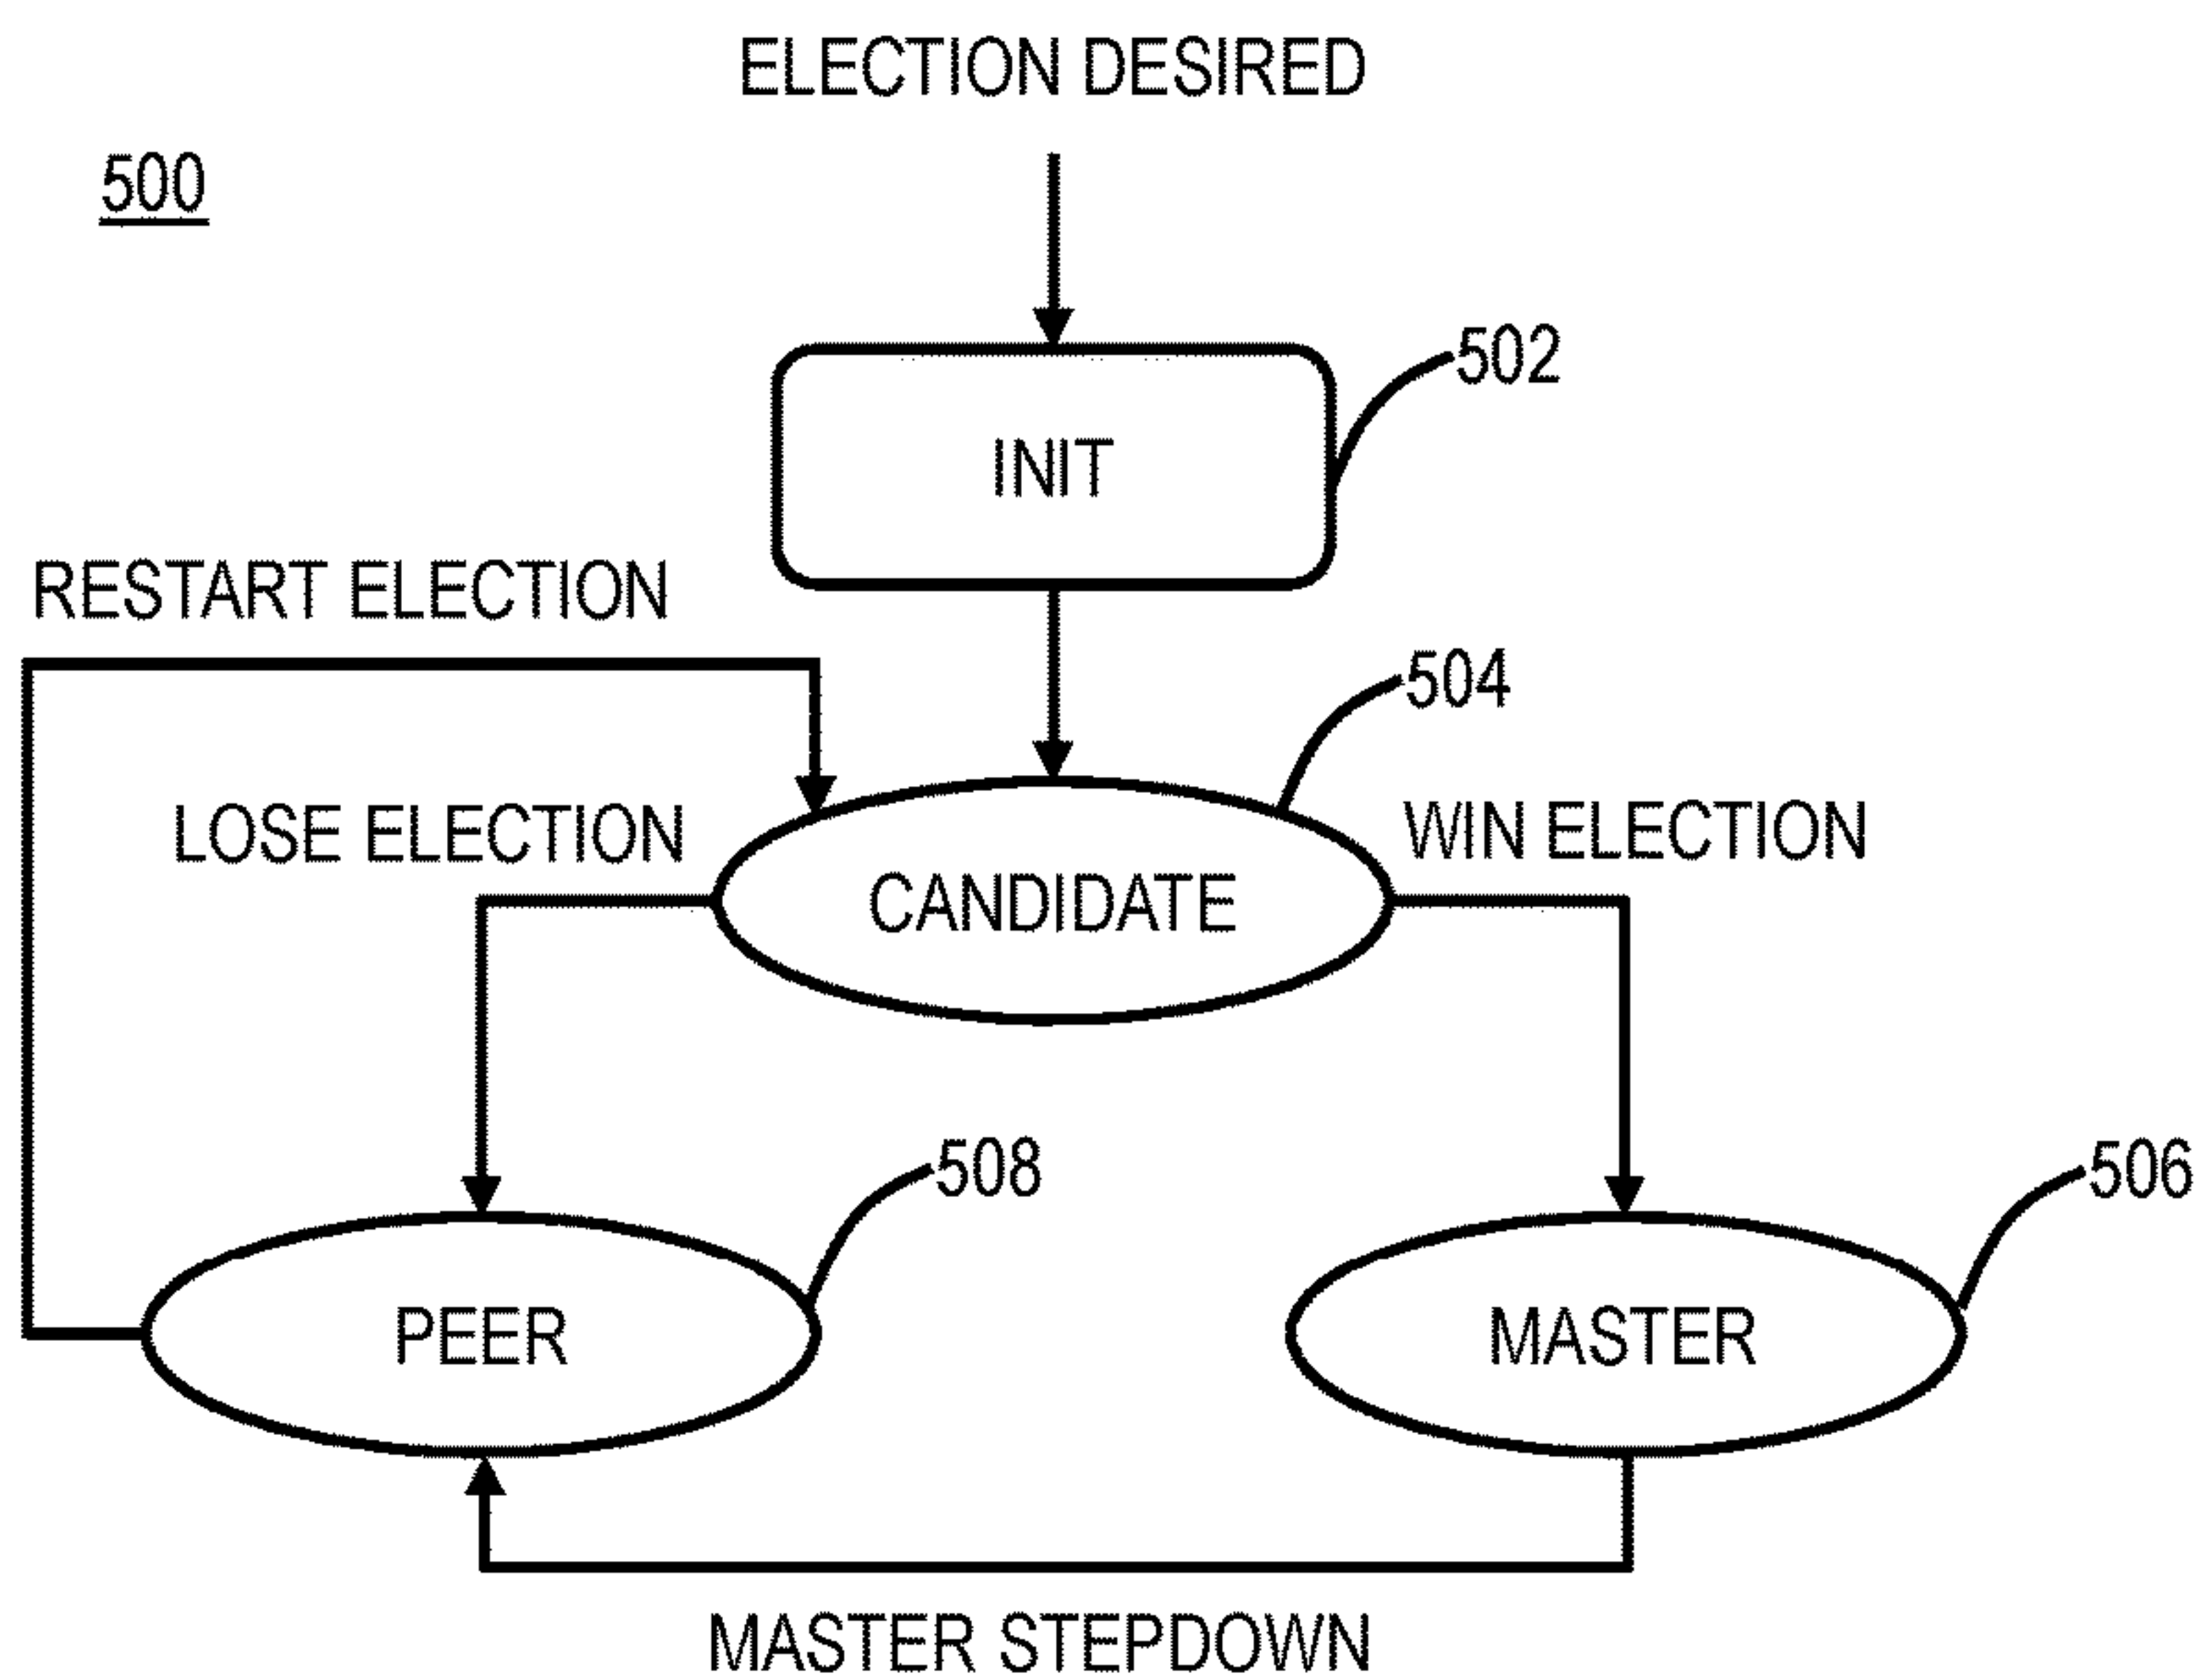 ELECTION DESIRED
500
502
INIT
RESTART ELECTION
504
LOSE ELECTION
WIN ELECTION
CANDIDATE
508
506
PEER
MASTER
MASTER STEPDOWN